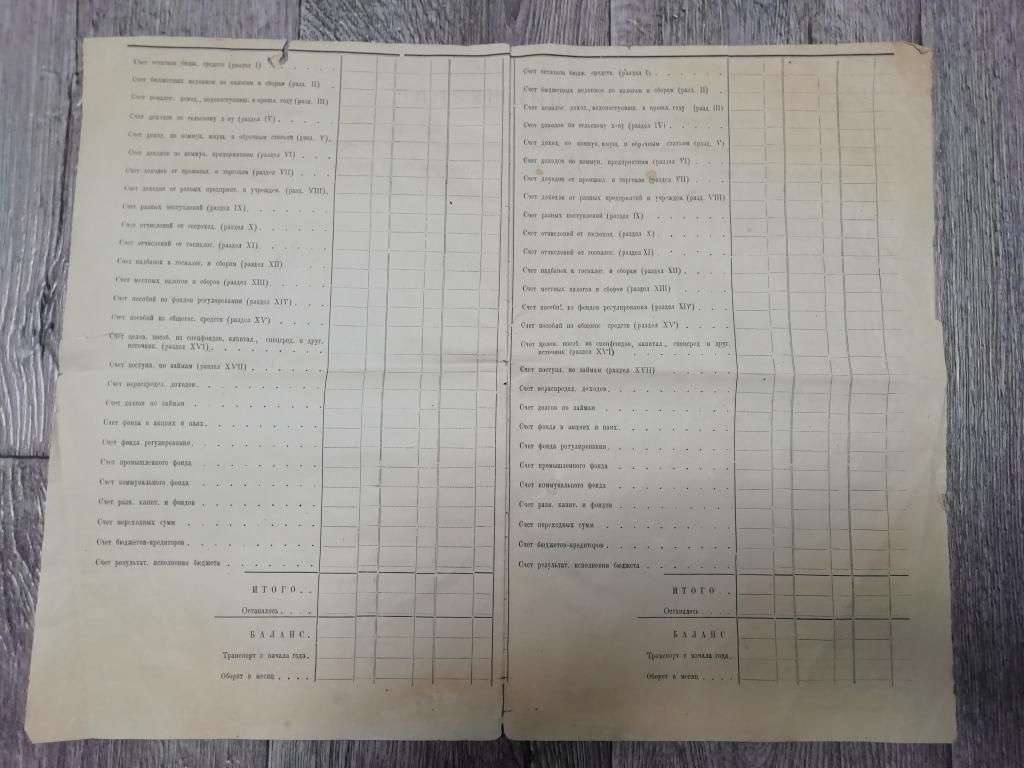 Счет остатков бюдж. средств (раздел I)
Счет бюджетных недоимок по налогам и сборам (разд. II)
Счет неналог. доход., недопоступивш. в прошл. году (разд. III)
Счет доходов по сельскому х-ву (раздел IV)
Счет доход. по коммун. имущ. и оброчным статьям (разд. V)
Счет доходов по коммун. предприятиям (раздел VI)
Счет доходов от промышл. и торговли (раздел VII)
Счет доходов от разных предприят. и учрежден. (разд. VIII)
Счет разных поступлений (раздел IX)
Счет отчислений от госдоход. (раздел X)
Счет отчислений от госналог. (раздел XI)
Счет надбавок к госналог. и сборам (раздел XII)
Счет местных налогов и сборов (раздел XIII)
Счет пособий из фондов регулирования (раздел XIV)
Счет пособий из общегос. средств (раздел XV)
Счет целев. пособ. из спецфондов, капитал., спецсред. и друг.
источник. (раздел XVI)
Счет поступл. по займам (раздел XVII)
Счет нераспредел. доходов
Счет долгов по займам
Счет фонда в акциях и паях
Счет фонда регулирования
Счет промышленного фонда
Счет коммунального фонда
Счет разн. капит. и фондов
Счет переходных сумм
Счет бюджетов-кредиторов
Счет результат. исполнения бюджета
ИТОГО
Оставалось
БАЛАНС
Транспорт с начала года
Оборот в месяц
Счет остатков бюдж. средств. (раздел I)
Счет бюджетных недоимок по налогам и сборам (разд. II)
Счет неналог. доход., недопоступивш. в прошл. году (разд. III)
Счет доходов по сельскому х-ву (раздел IV)
Счет доход. по коммун. имущ. и оброчным статьям (разд. V)
Счет доходов по коммун. предприятиям (раздел VI)
Счет доходов от промышл. и торговли (раздел VII)
Счет доходов от разных предприятий и учрежден. (разд. VIII)
Счет разных поступлений (раздел IX)
Счет отчислений от госдоход. (раздел X)
Счет отчислений от госналог. (раздел XI)
Счет надбавок к госналог. и сборам (раздел XII)
Счет местных налогов и сборов (раздел XIII)
Счет пособий из фондов регулирования (раздел XIV)
Счет пособий из общегос. средств (раздел XV)
Счет целев. пособ. из спецфондов, капитал., спецсред. и друг.
источник (раздел XVI)
Счет поступл. по займам (раздел XVII)
Счет нераспредел. доходов
Счет долгов по займам
Счет фонда в акциях и паях
Счет фонда регулирования
Счет промышленного фонда
Счет коммунального фонда
Счет разн. капит. и фондов
Счет переходных сумм
Счет бюджетов-кредиторов
Счет результат. исполнения бюджета
ИТОГО
Оставалось
БАЛАНС
Транспорт с начала года
Оборот в месяц